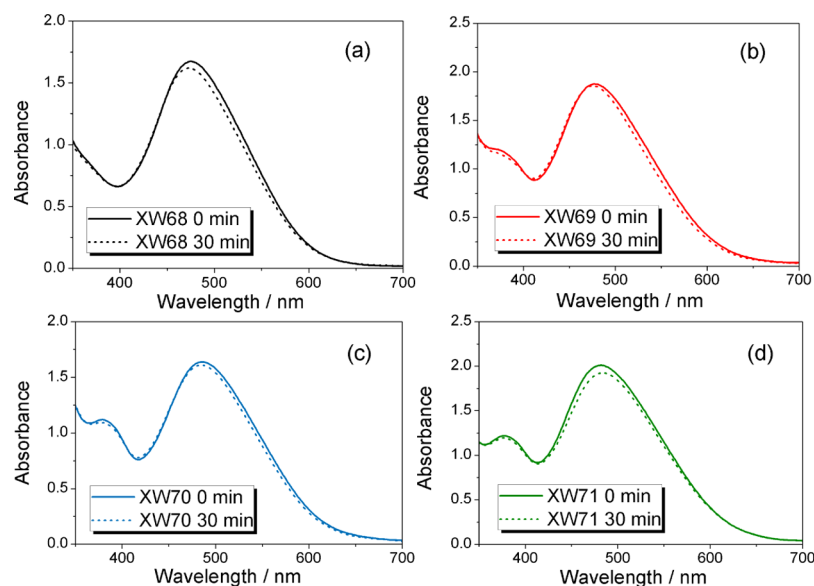 (a)
Absorbance
2.0
1.5
1.0
0.5
0.0
XW68 0 min
XW68 30 min
400 500 600 700
Wavelength / nm
(b)
Absorbance
2.5
2.0
1.5
1.0
0.5
0.0
XW69 0 min
XW69 30 min
400 500 600 700
Wavelength / nm
(c)
Absorbance
2.0
1.5
1.0
0.5
0.0
XW70 0 min
XW70 30 min
400 500 600 700
Wavelength / nm
(d)
Absorbance
2.5
2.0
1.5
1.0
0.5
0.0
XW71 0 min
XW71 30 min
400 500 600 700
Wavelength / nm